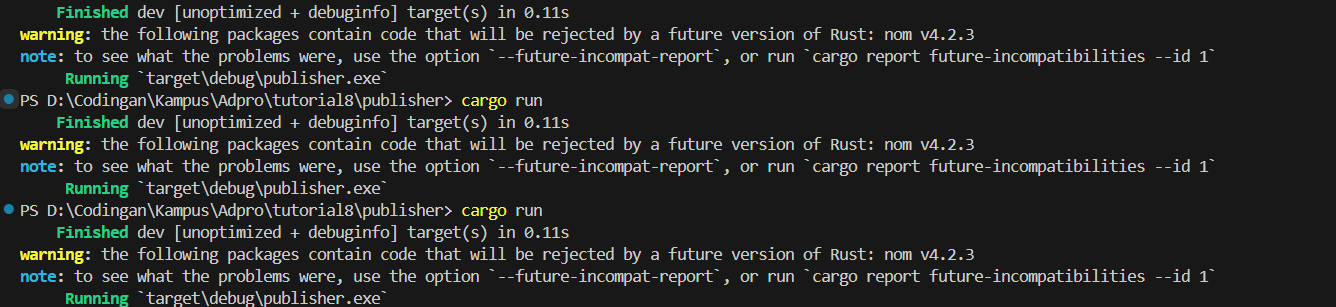 Finished dev [unoptimized + debuginfo] target(s) in 0.11s
warning: the following packages contain code that will be rejected by a future version of Rust: nom v4.2.3
note: to see what the problems were, use the option `--future-incompat-report`, or run `cargo report future-incompatibilities --id 1`
Running `target\debug\publisher.exe`
PS D:\Codingan\Kampus\Adpro\tutorial8\publisher> cargo run
Finished dev [unoptimized + debuginfo] target(s) in 0.11s
warning: the following packages contain code that will be rejected by a future version of Rust: nom v4.2.3
note: to see what the problems were, use the option `--future-incompat-report`, or run `cargo report future-incompatibilities --id 1`
Running `target\debug\publisher.exe`
PS D:\Codingan\Kampus\Adpro\tutorial8\publisher> cargo run
Finished dev [unoptimized + debuginfo] target(s) in 0.11s
warning: the following packages contain code that will be rejected by a future version of Rust: nom v4.2.3
note: to see what the problems were, use the option `--future-incompat-report`, or run `cargo report future-incompatibilities --id 1`
Running `target\debug\publisher.exe`